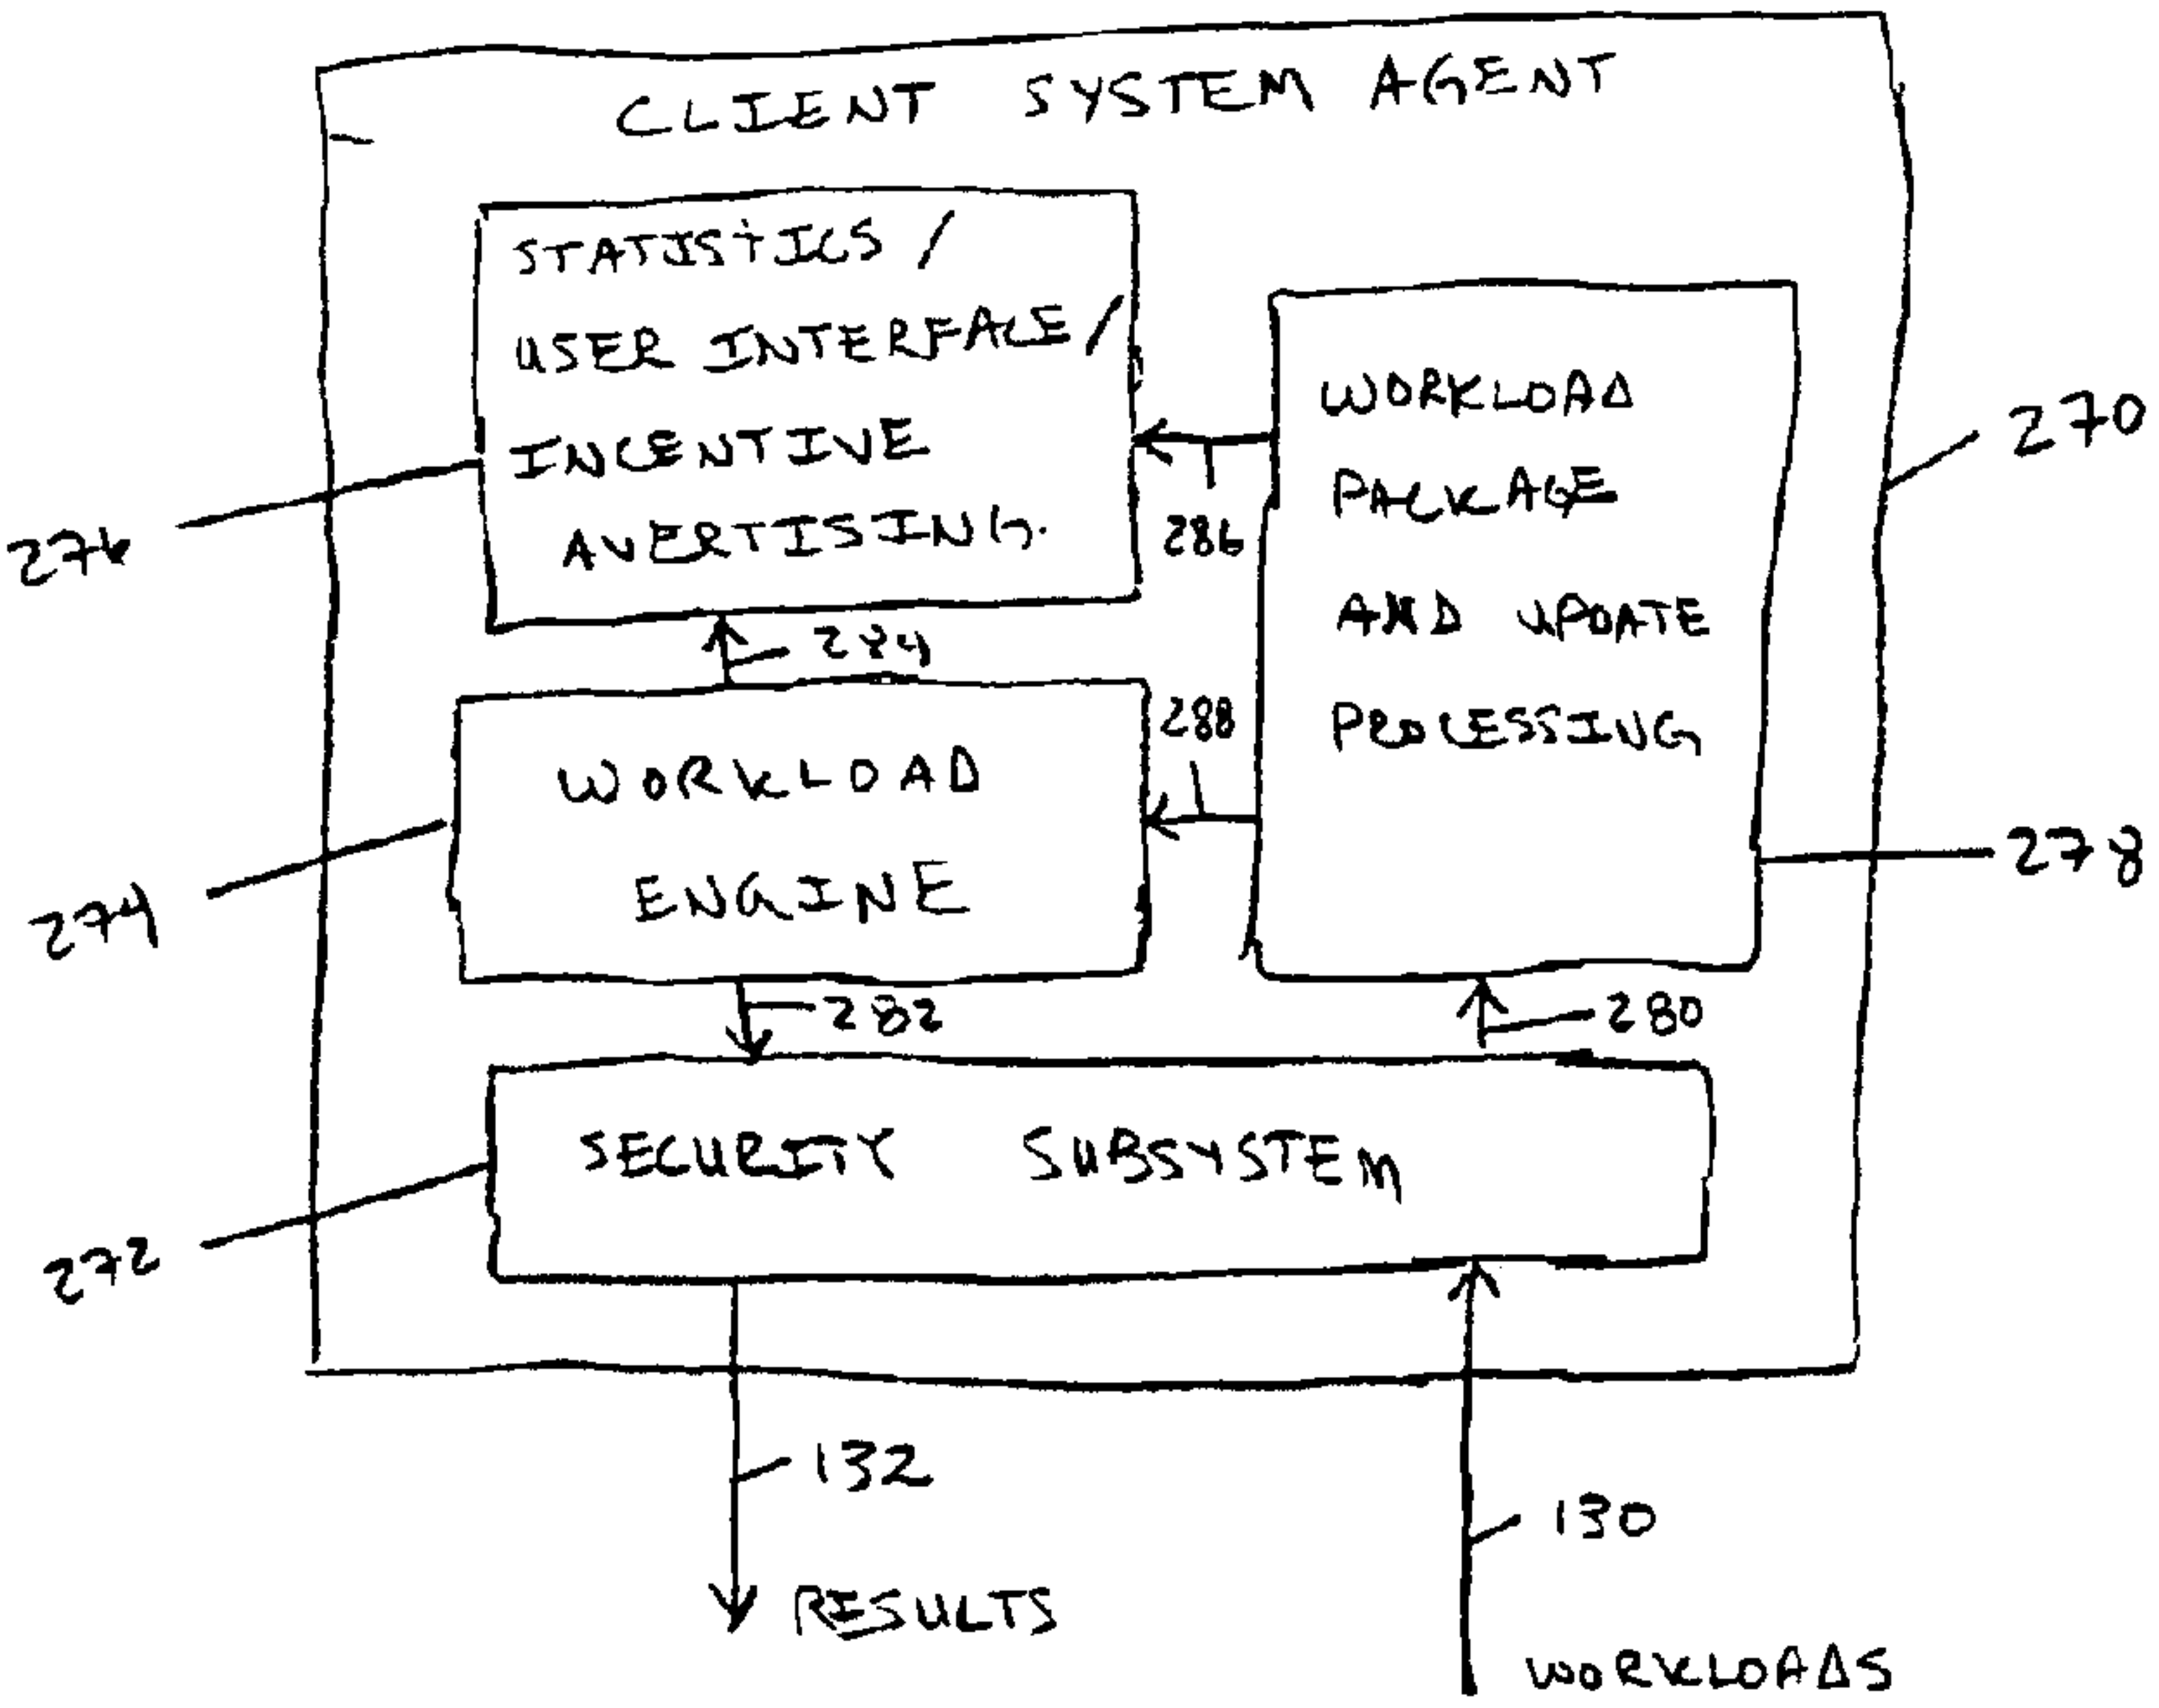 CLIENT SYSTEM AGENT
STATISTICS /
USER INTERFACE /
INCENTIVE
AVERTISING.
WORKLOAD
PACKAGE
AND UPDATE
PROCESSING
270
276
286
284
288
WORKLOAD
ENGINE
274
278
282
280
SECURITY SUBSYSTEM
272
132
130
RESULTS
WORKLOADS